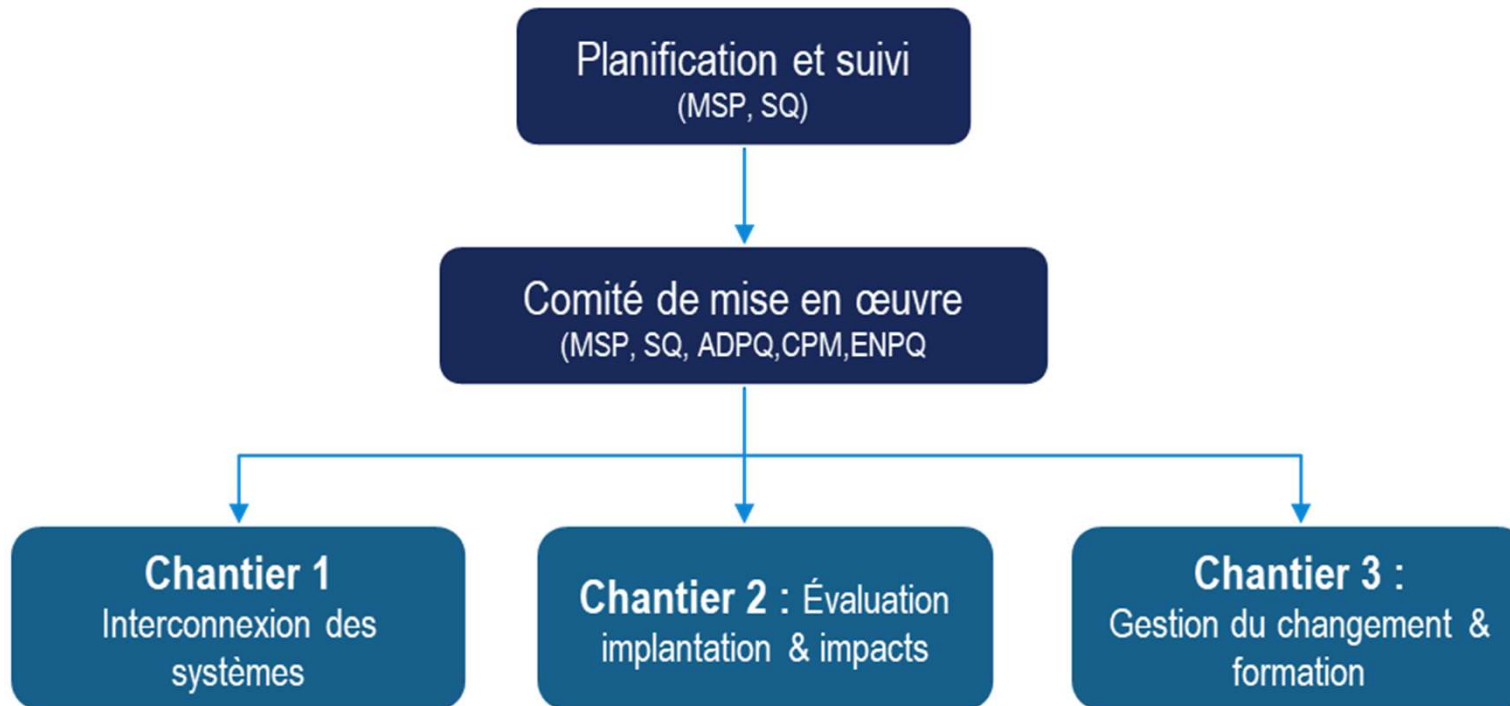 Planification et suivi
(MSP, SQ)
Comité de mise en œuvre
(MSP, SQ, ADPQ,CPM,ENPQ
Chantier 1
Interconnexion des
systèmes
Chantier 2 : Évaluation
implantation & impacts
Chantier 3 :
Gestion du changement &
formation